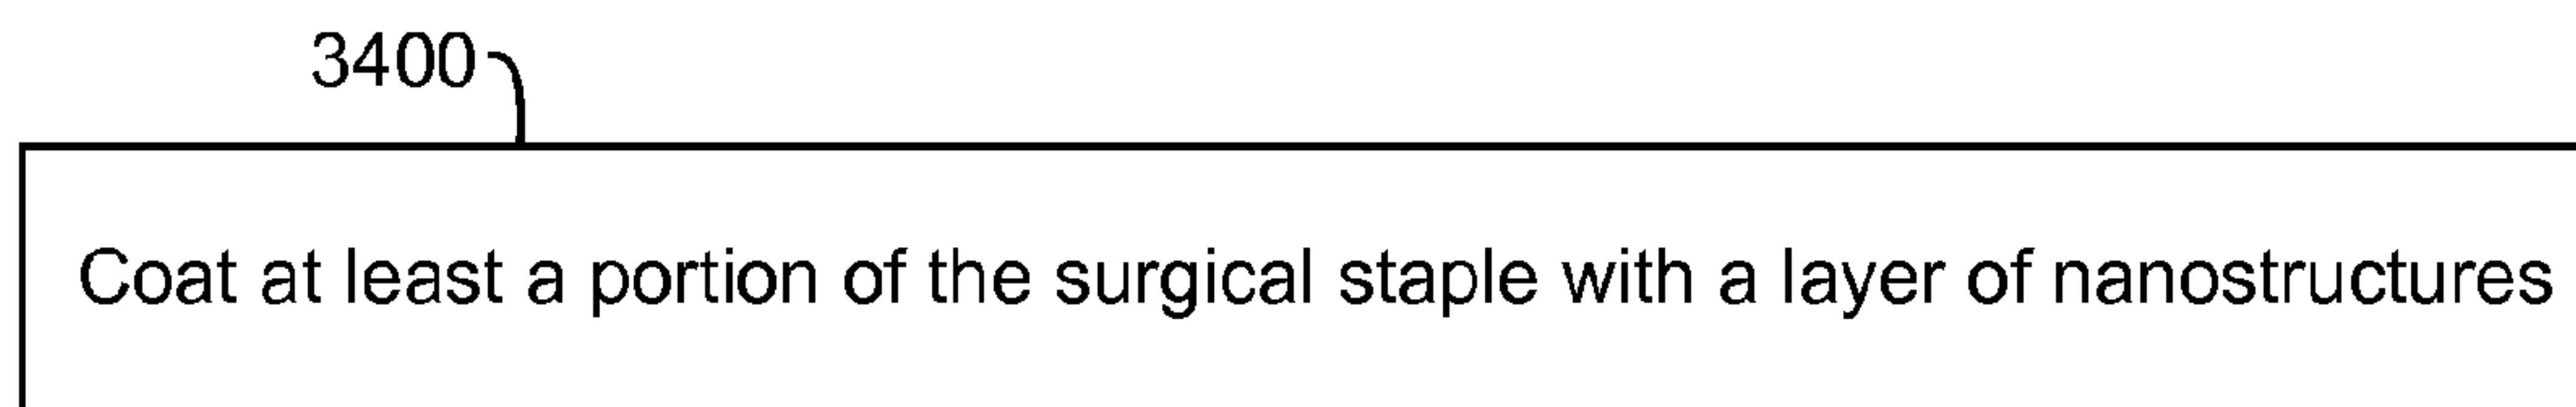 3400
Coat at least a portion of the surgical staple with a layer of nanostructures